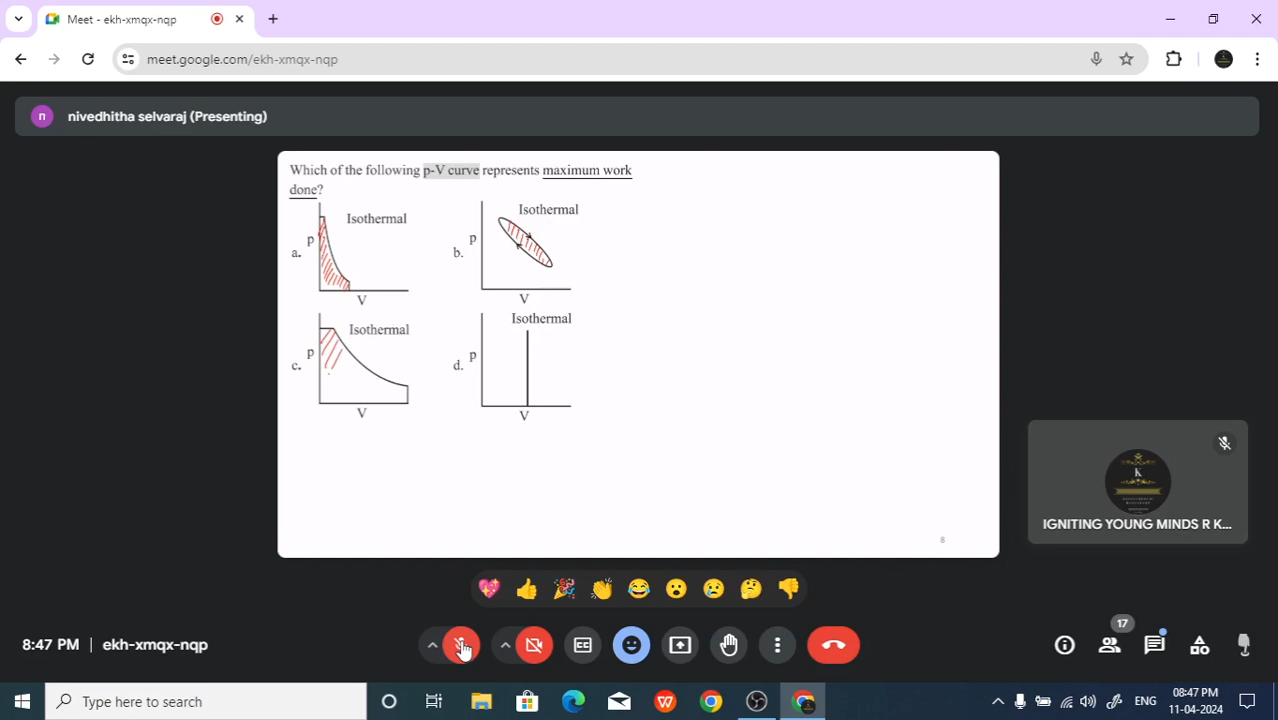 Meet - ekh-xmqx-nqp
meet.google.com/ekh-xmqx-nqp
n
nivedhitha selvaraj (Presenting)
Which of the following p-V curve represents maximum work
done?
Isothermal
p
a.
V
Isothermal
p
b.
V
Isothermal
p
c.
V
Isothermal
p
d.
V
8
K
IGNITING YOUNG MINDS R K...
8:47 PM | ekh-xmqx-nqp
CC
17
Type here to search
W
ENG
08:47 PM
11-04-2024